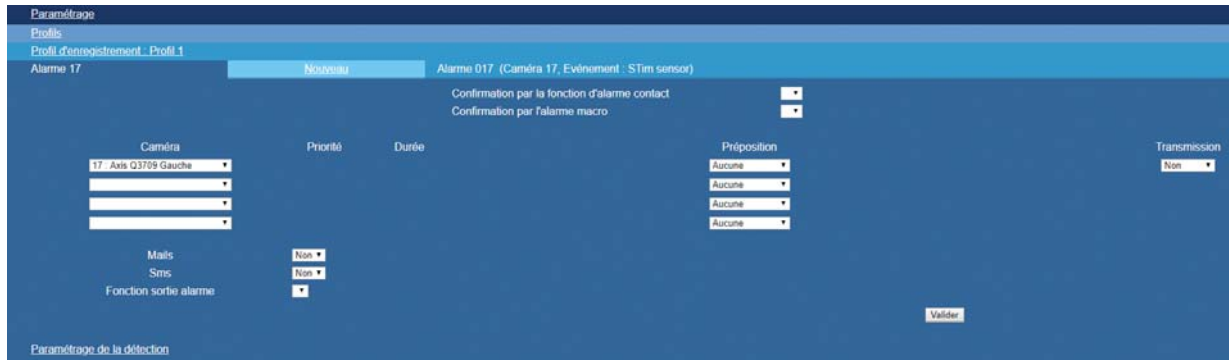 Paramétrage
Profils
Profil d'enregistrement : Profil 1
Alarme 17 Nouveau Alarme 017 (Caméra 17, Evénement : STim sensor)
Confirmation par la fonction d'alarme contact
Confirmation par l'alarme macro
Caméra Priorité Durée Préposition Transmission
17 : Axis Q3709 Gauche Aucune Non
Aucune
Aucune
Aucune
Mails Non
Sms Non
Fonction sortie alarme
Valider
Paramétrage de la détection